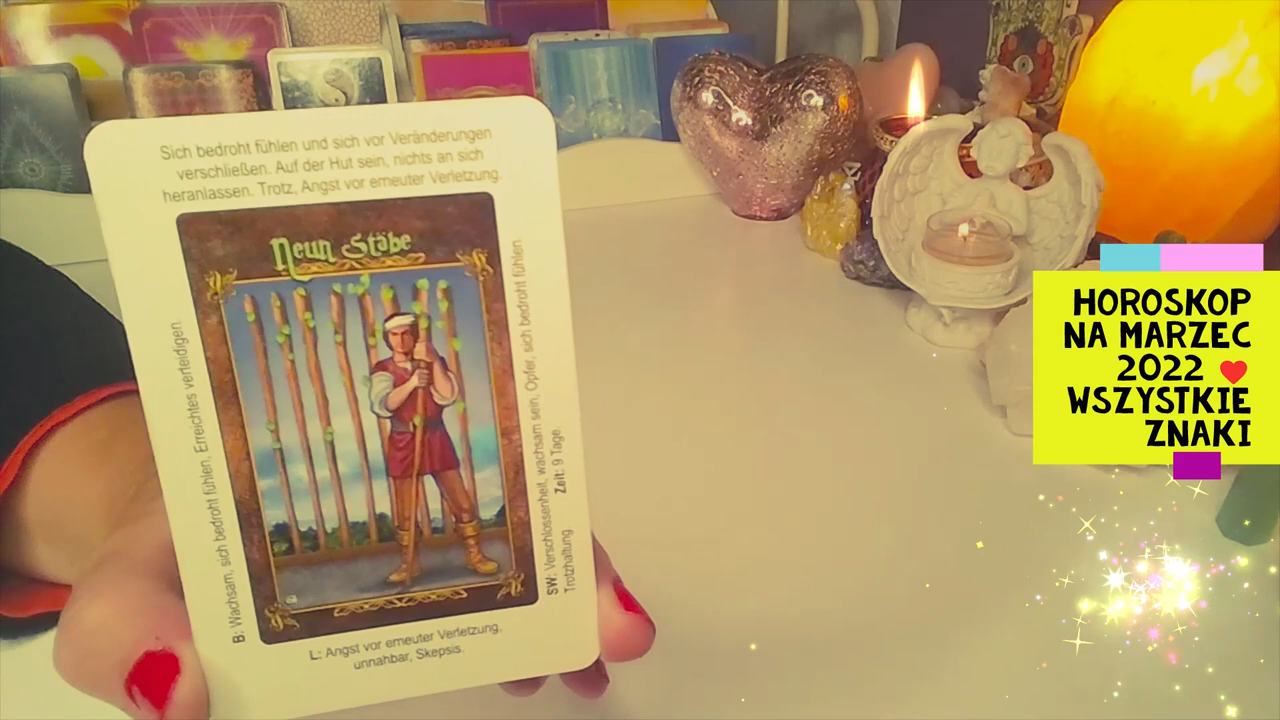 Sich bedroht fühlen und sich vor Veränderungen
verschließen. Auf der Hut sein, nichts an sich
heranlassen. Trotz, Angst vor erneuter Verletzung.
Neun Stäbe
B: Wachsam, sich bedroht fühlen, Erreichtes verteidigen
SW: Verschlossenheit, wachsam sein, Opfer, sich bedroht fühlen.
Trotzhaltung Zeit: 9 Tage.
L: Angst vor erneuter Verletzung,
unnahbar, Skepsis.
HOROSKOP
NA MARZEC
2022 ❤️
WSZYSTKIE
ZNAKI